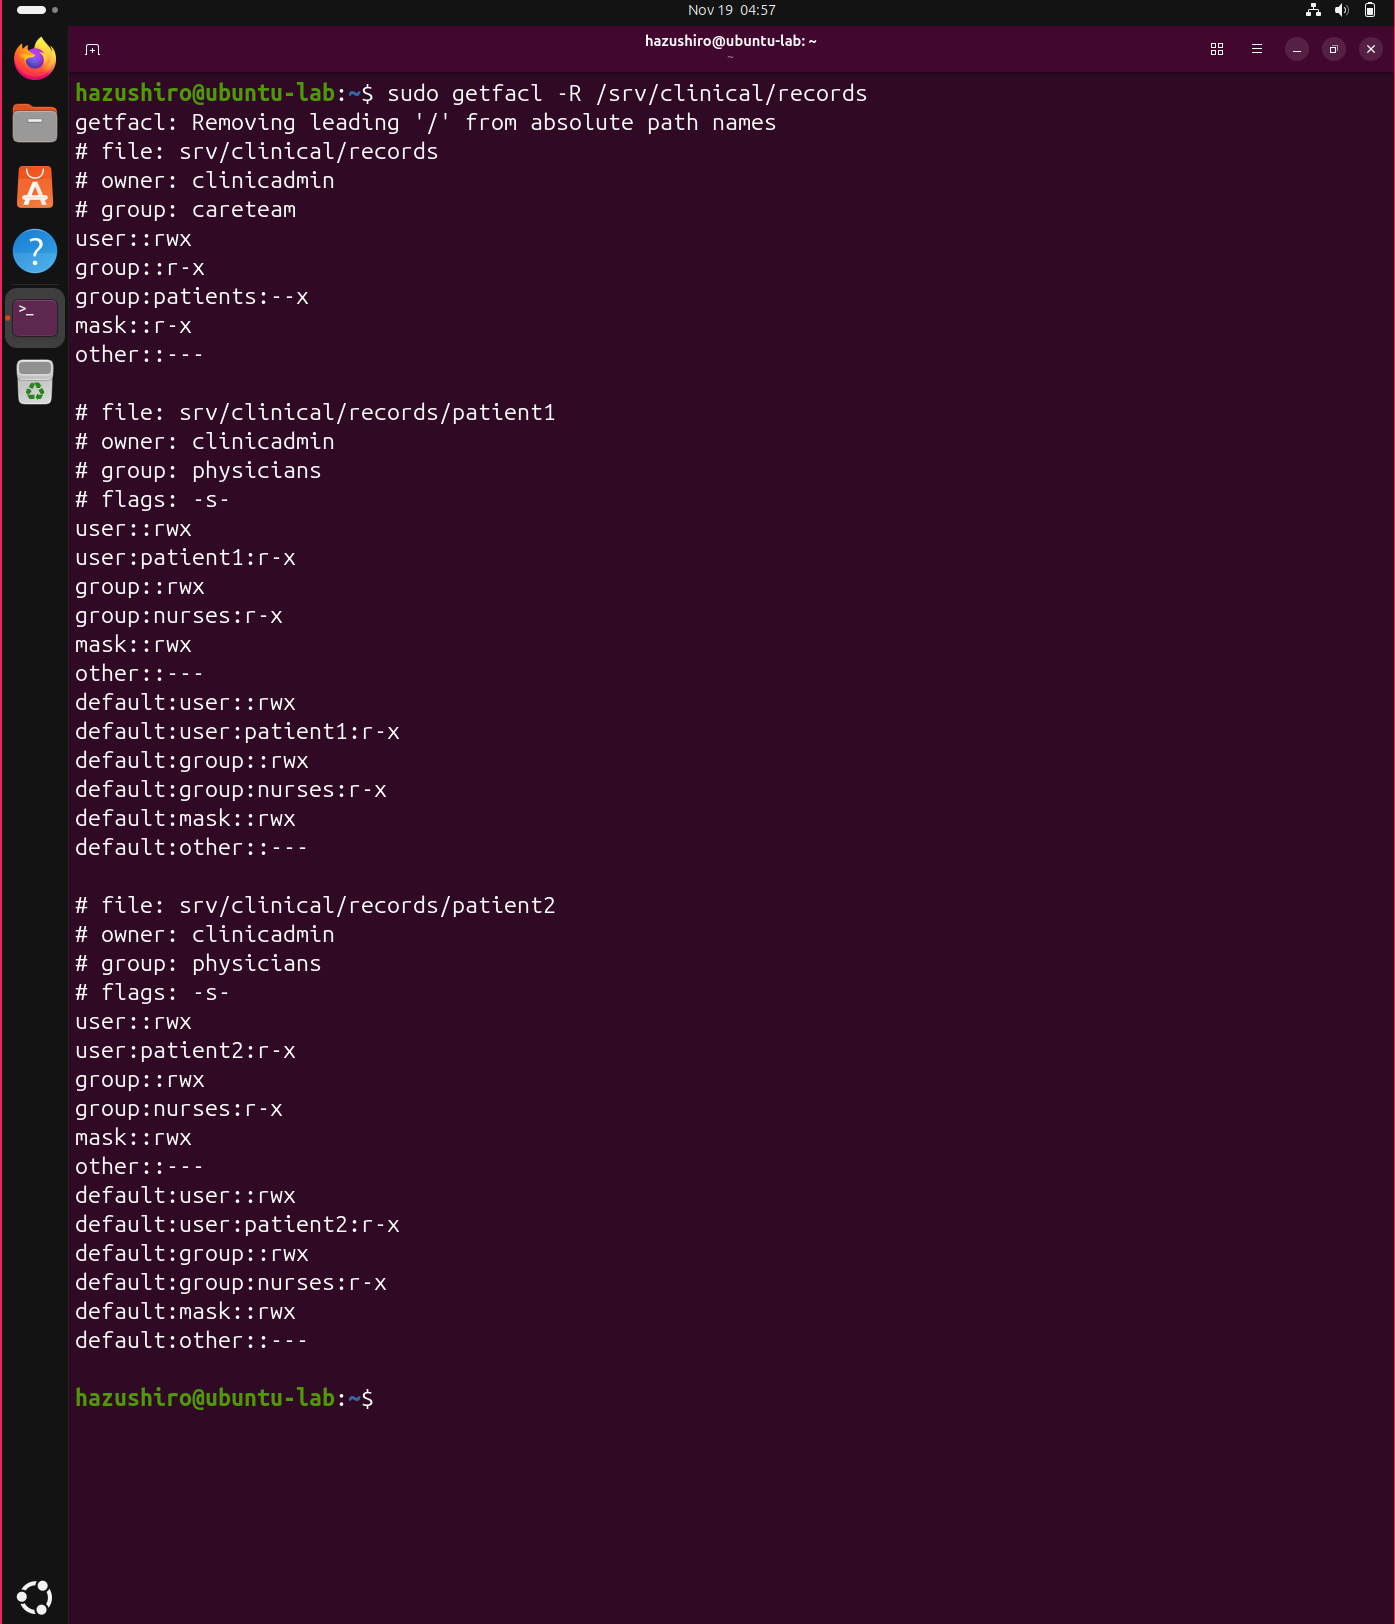 Nov 19 04:57
hazushiro@ubuntu-lab: ~
~
hazushiro@ubuntu-lab:~$ sudo getfacl -R /srv/clinical/records
getfacl: Removing leading '/' from absolute path names
# file: srv/clinical/records
# owner: clinicadmin
# group: careteam
user::rwx
group::r-x
group:patients:--x
mask::r-x
other::---

# file: srv/clinical/records/patient1
# owner: clinicadmin
# group: physicians
# flags: -s-
user::rwx
user:patient1:r-x
group::rwx
group:nurses:r-x
mask::rwx
other::---
default:user::rwx
default:user:patient1:r-x
default:group::rwx
default:group:nurses:r-x
default:mask::rwx
default:other::---

# file: srv/clinical/records/patient2
# owner: clinicadmin
# group: physicians
# flags: -s-
user::rwx
user:patient2:r-x
group::rwx
group:nurses:r-x
mask::rwx
other::---
default:user::rwx
default:user:patient2:r-x
default:group::rwx
default:group:nurses:r-x
default:mask::rwx
default:other::---

hazushiro@ubuntu-lab:~$